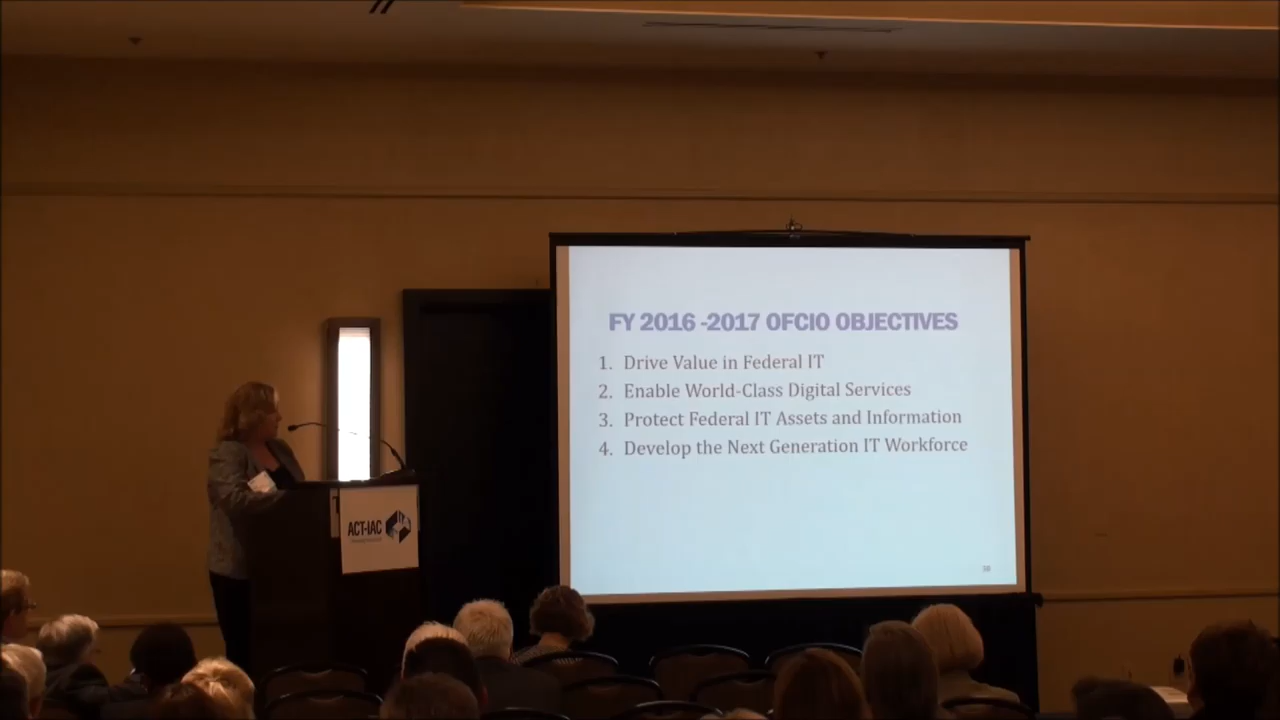 FY 2016 -2017 OFCIO OBJECTIVES
1. Drive Value in Federal IT
2. Enable World-Class Digital Services
3. Protect Federal IT Assets and Information
4. Develop the Next Generation IT Workforce
ACT-IAC